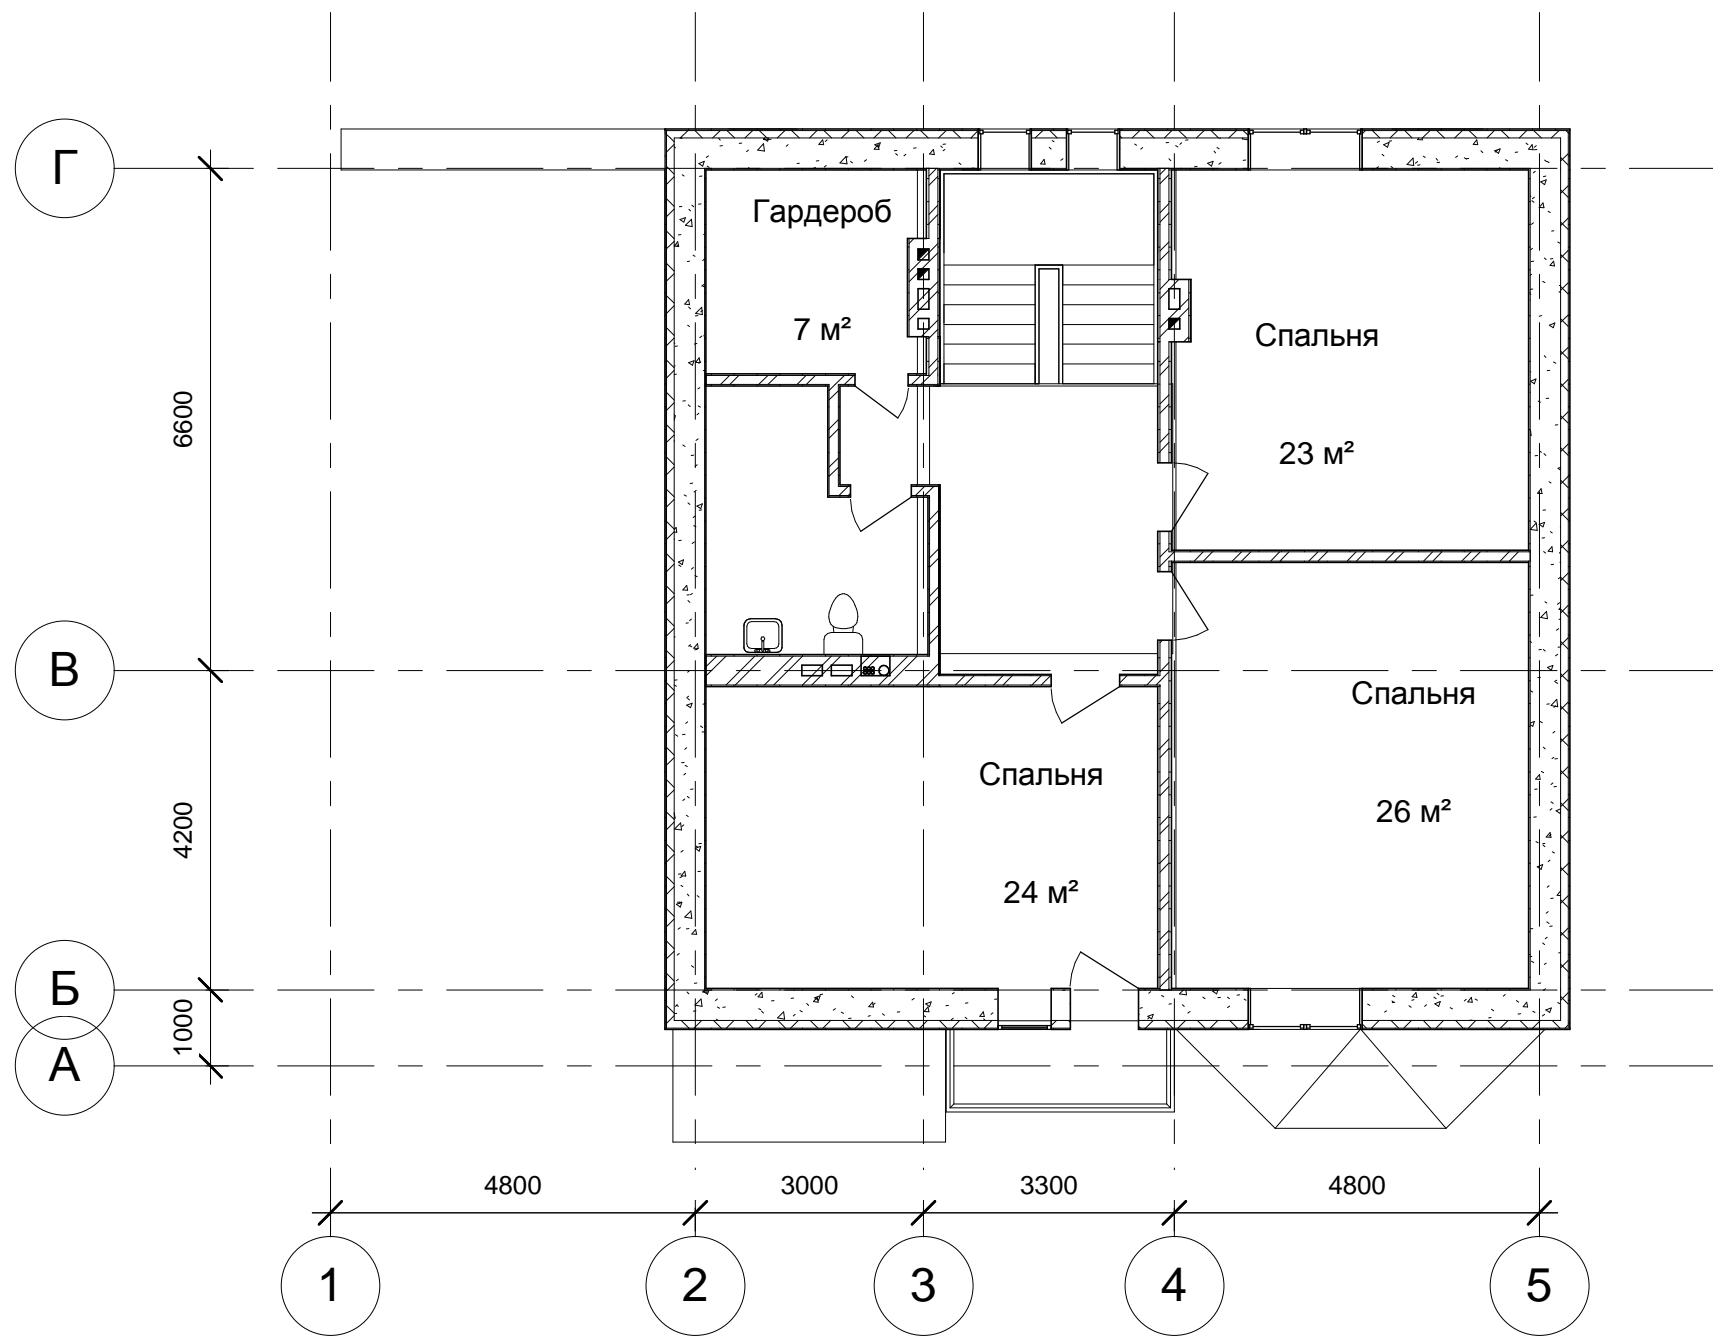 Г
Гардероб
7 м²
Спальня
23 м²
6600
В
Спальня
26 м²
Спальня
24 м²
4200
Б
1000
А
4800
3000
3300
4800
1
2
3
4
5